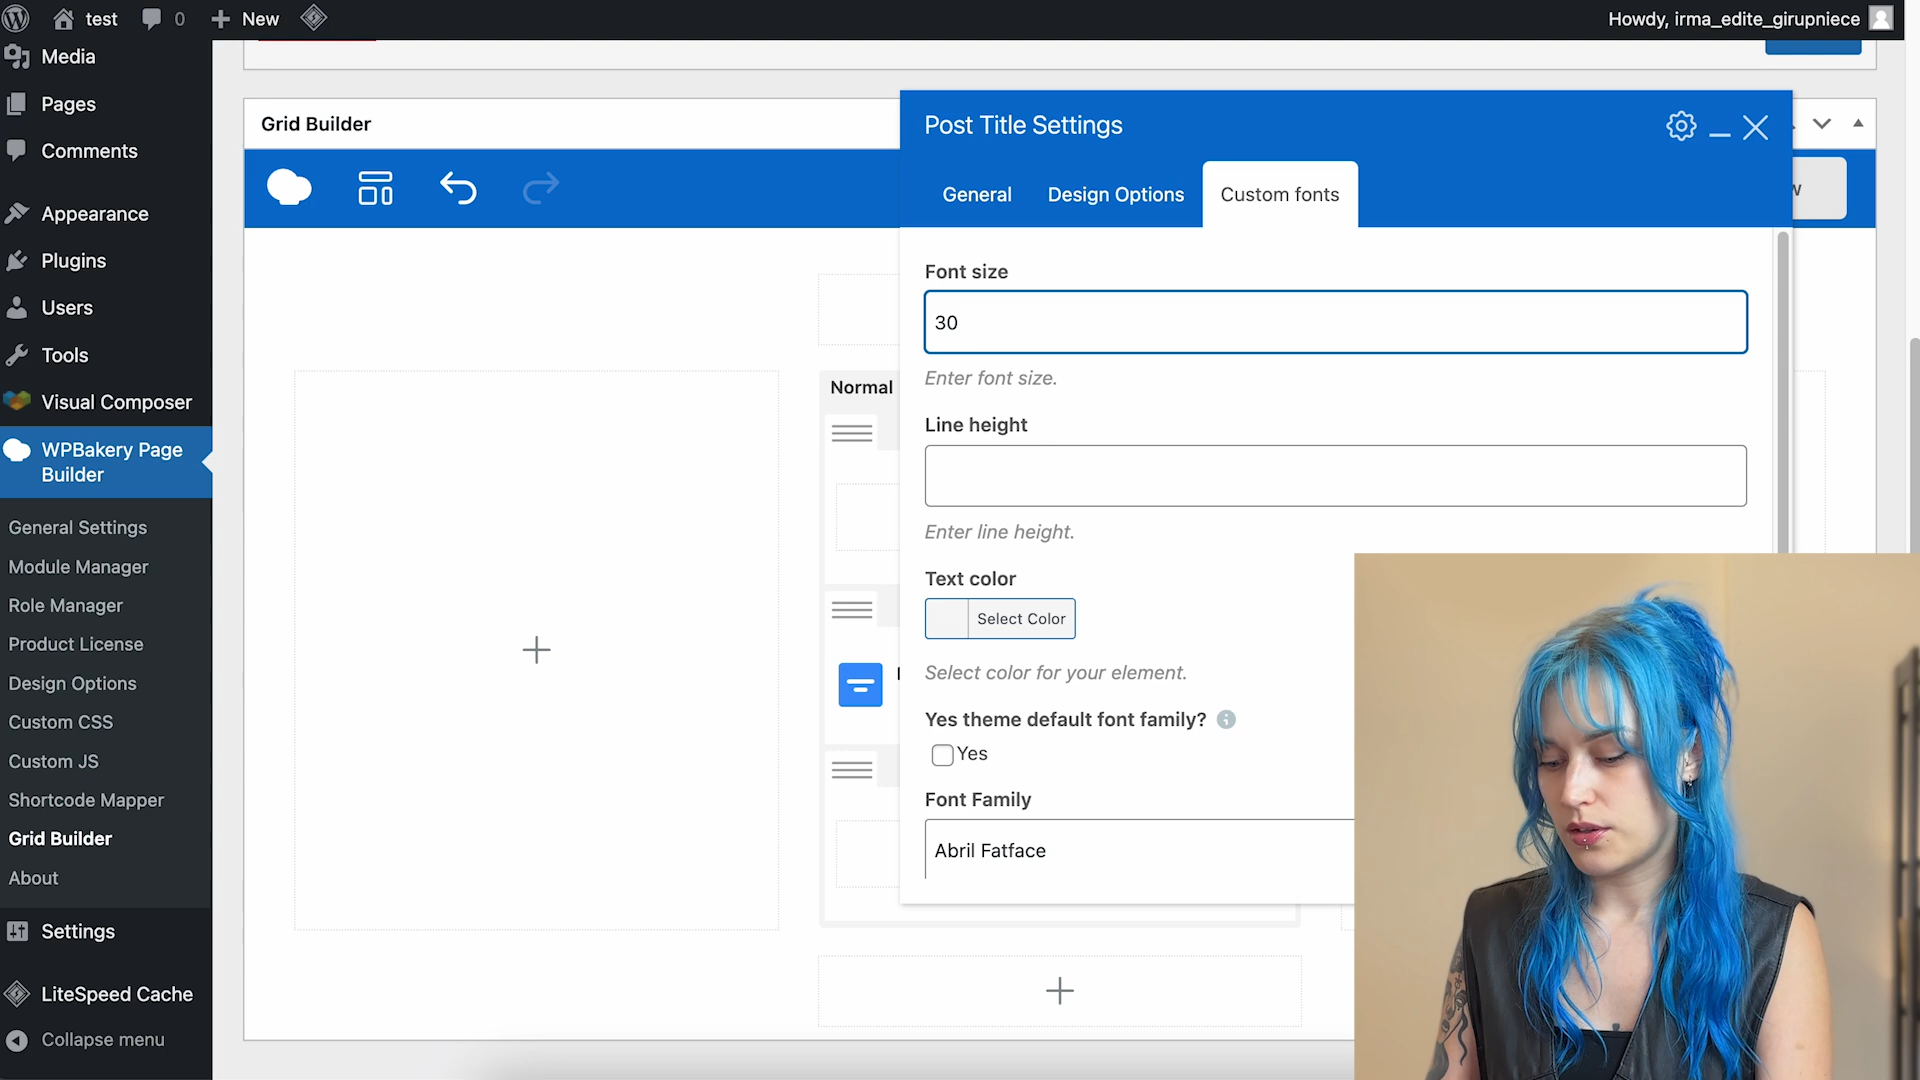 test
0
New
Howdy, irma_edite_girupniece
Media
Pages
Comments
Appearance
Plugins
Users
Tools
Visual Composer
WPBakery Page
Builder
General Settings
Module Manager
Role Manager
Product License
Design Options
Custom CSS
Custom JS
Shortcode Mapper
Grid Builder
About
Settings
LiteSpeed Cache
Collapse menu
Grid Builder
Normal
Post Title Settings
General
Design Options
Custom fonts
Font size
30
Enter font size.
Line height
Enter line height.
Text color
Select Color
Select color for your element.
Yes theme default font family?
Yes
Font Family
Abril Fatface